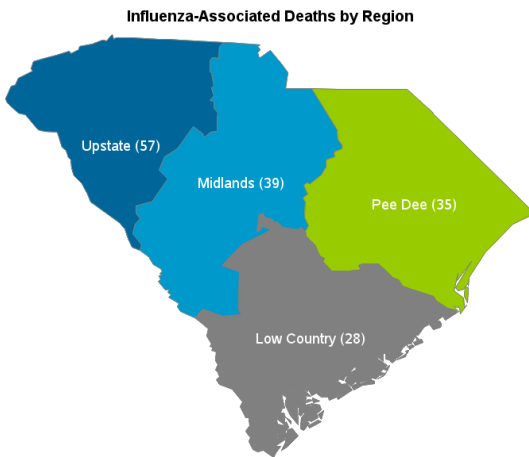 Influenza-Associated Deaths by Region
Upstate (57)
Midlands (39)
Pee Dee (35)
Low Country (28)